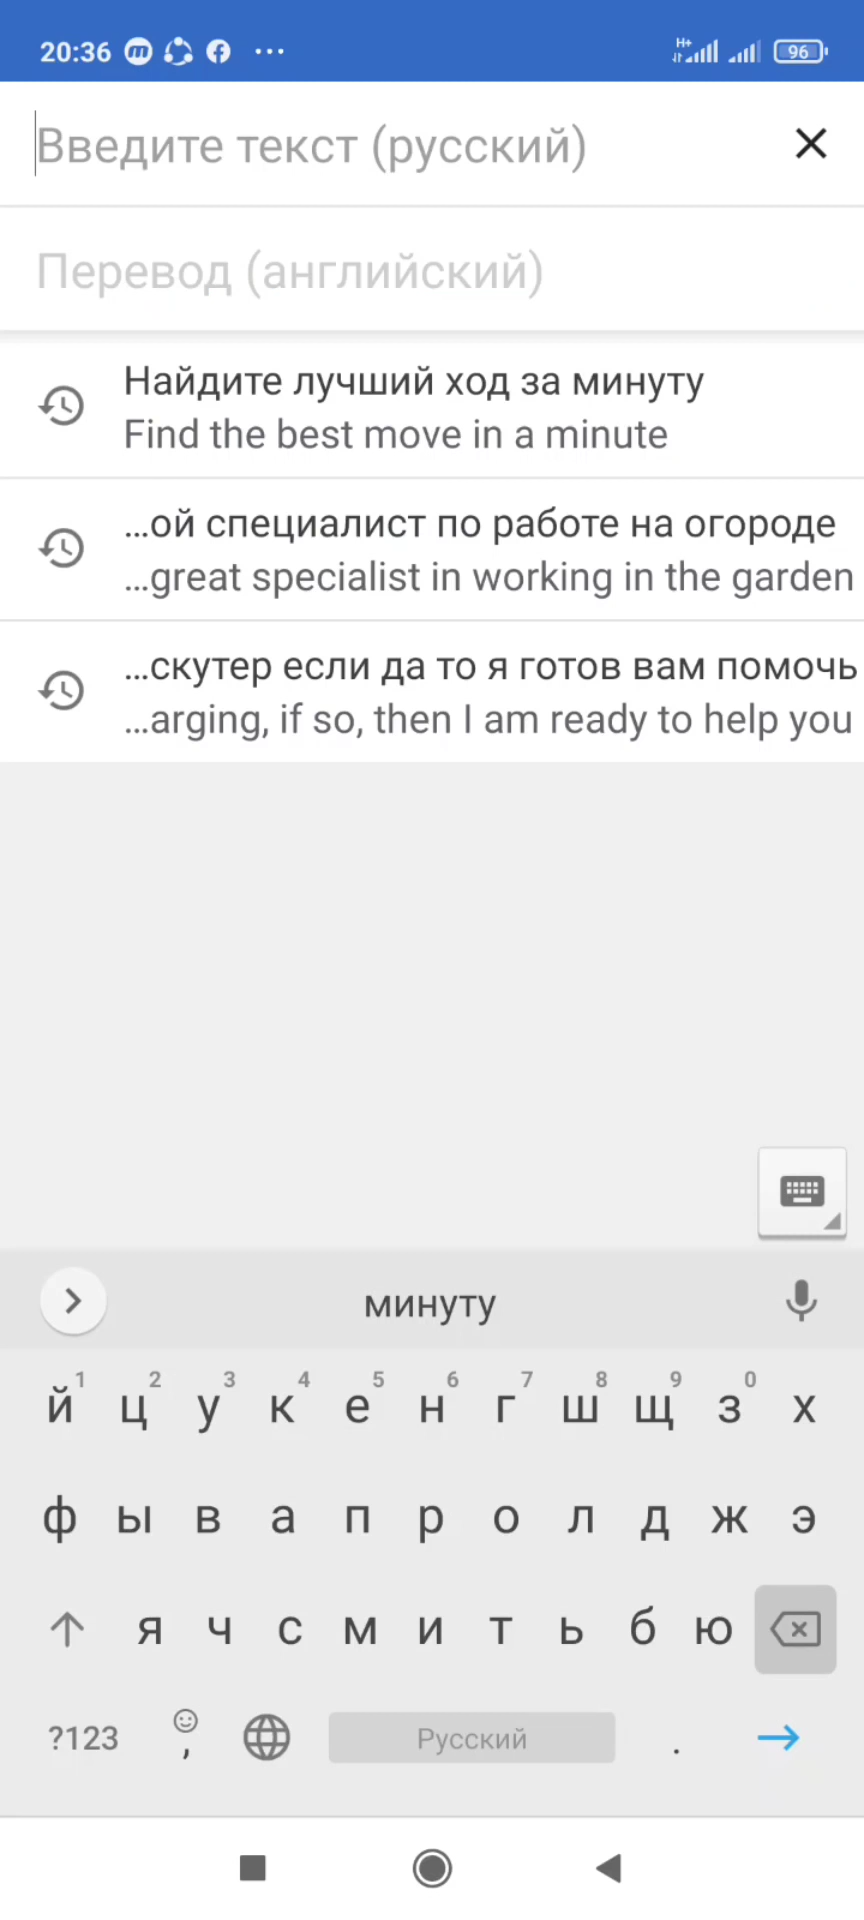 20:36
H+
96
Введите текст (русский)
Перевод (английский)
Найдите лучший ход за минуту
Find the best move in a minute
...ой специалист по работе на огороде
...great specialist in working in the garden
...скутер если да то я готов вам помочь
...arging, if so, then I am ready to help you
минуту
1 2 3 4 5 6 7 8 9 0
й ц у к е н г ш щ з х
ф ы в а п р о л д ж э
я ч с м и т ь б ю
?123 , Русский .